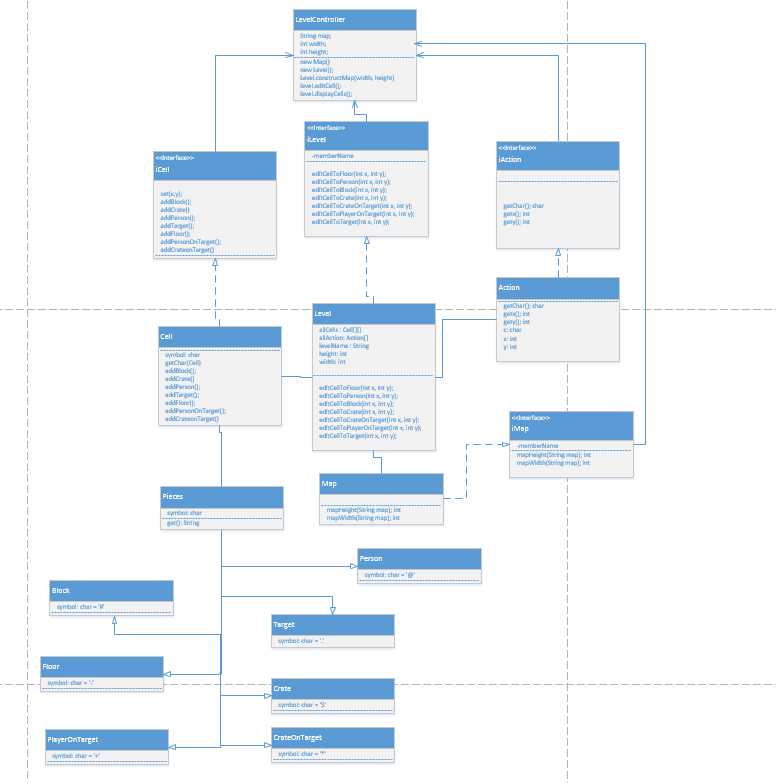 LevelController
String map;
int width;
int height;
new Map()
new Level();
Level.constructMap(width, height)
level.editCell();
level.displayCells();
<<Interface>>
iLevel
-memberName
editCellToFloor(int x, int y);
editCellToPerson(int x, int y);
editCellToBlock(int x, int y);
editCellToCrate(int x, int y);
editCellToCrateOnTarget(int x, int y);
editCellToPlayerOnTarget(int x, int y);
editCellToTarget(int x, int y);
<<Interface>>
iAction
getChar(); char
getx(); int
gety(); int
<<Interface>>
iCell
set(x,y);
addBlock();
addCrate()
addPerson();
addTarget();
addFloor();
addPersonOnTarget();
addCrateonTarget()
Action
getChar(); char
getx(); int
gety(); int
c: char
x: int
y: int
Level
allCells : Cell[][]
allAction: Action[]
levelName : String
height: int
width: int
editCellToFloor(int x, int y);
editCellToPerson(int x, int y);
editCellToBlock(int x, int y);
editCellToCrate(int x, int y);
editCellToCrateOnTarget(int x, int y);
editCellToPlayerOnTarget(int x, int y);
editCellToTarget(int x, int y);
Cell
symbol: char
getChar(Cell)
addBlock();
addCrate()
addPerson();
addTarget();
addFloor();
addPersonOnTarget();
addCrateonTarget()
<<Interface>>
iMap
-memberName
mapHeight(String map); int
mapWidth(String map); int
Map
mapHeight(String map); int
mapWidth(String map); int
Pieces
symbol: char
get() : String
Person
symbol: char = '@'
Block
symbol: char = '#'
Target
symbol: char = '.'
Floor
symbol: char = '-'
Crate
symbol: char = '$'
PlayerOnTarget
symbol: char = '+'
CrateOnTarget
symbol: char = '*'